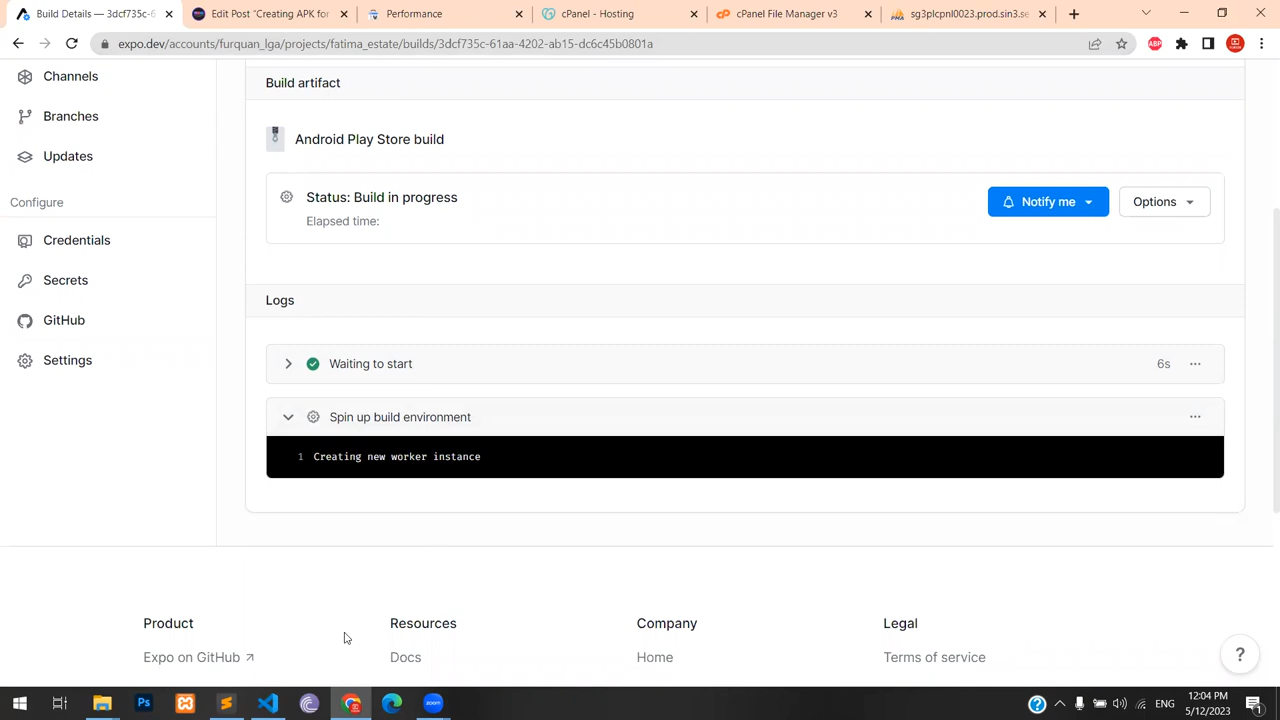 Build Details — 3dcf735c-6
Edit Post “Creating APK for
Performance
cPanel - Hosting
cPanel File Manager v3
sg3plcpnl0023.prod.sin3.se
expo.dev/accounts/furquan_lga/projects/fatima_estate/builds/3dcf735c-61aa-42b2-ab15-dc6c45b0801a
Channels
Branches
Updates
Configure
Credentials
Secrets
GitHub
Settings
Build artifact
Android Play Store build
Status: Build in progress
Elapsed time:
Notify me
Options
Logs
Waiting to start
6s
Spin up build environment
1 Creating new worker instance
Product
Resources
Company
Legal
Expo on GitHub ↗
Docs
Home
Terms of service
?
Ps
zoom
ENG
12:04 PM
5/12/2023